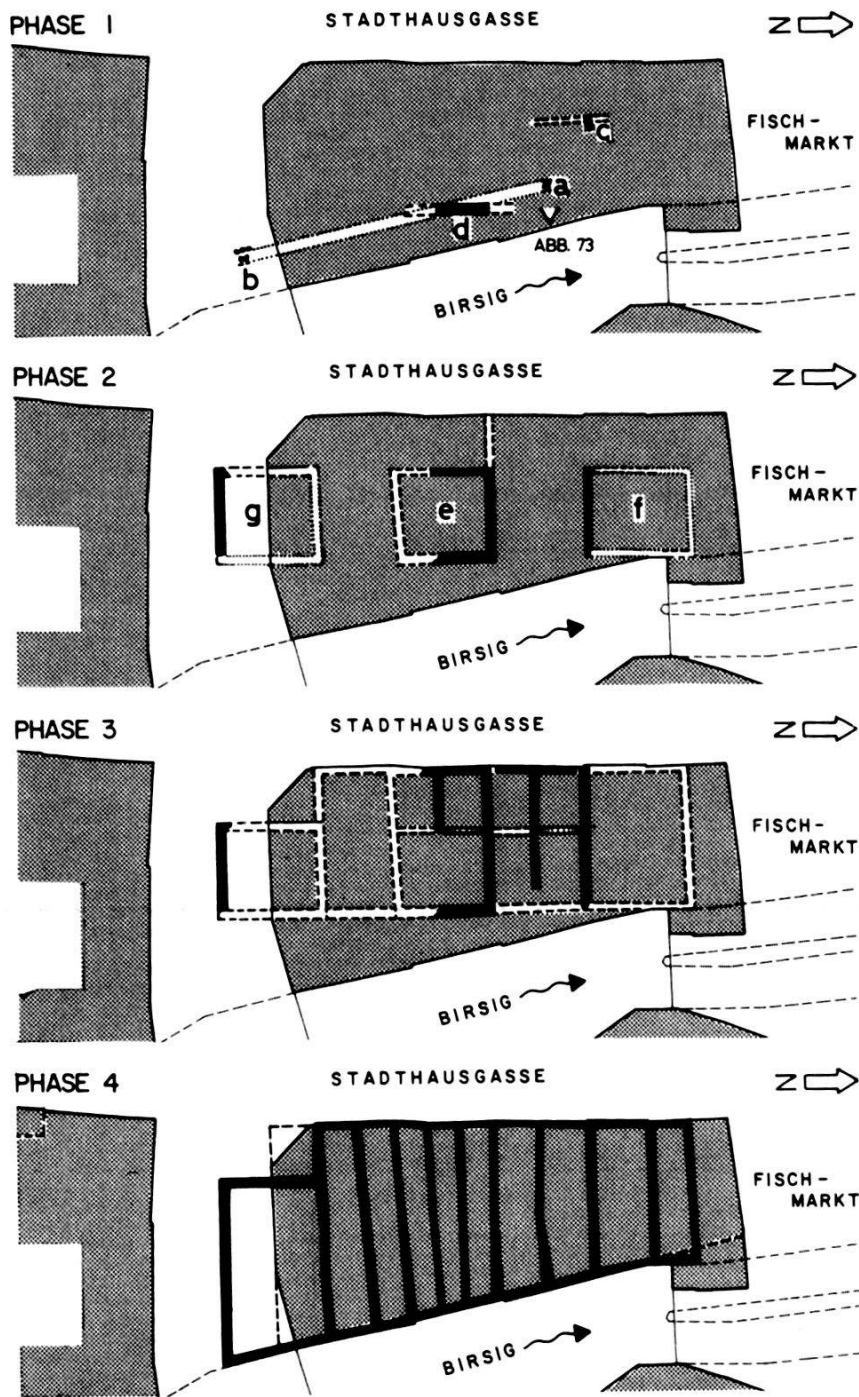 PHASE 1
STADTHAUSGASSE
N
FISCH-
MARKT
c
a
d
b
ABB. 73
BIRSIG
PHASE 2
STADTHAUSGASSE
N
FISCH-
MARKT
g
e
f
BIRSIG
PHASE 3
STADTHAUSGASSE
N
FISCH-
MARKT
BIRSIG
PHASE 4
STADTHAUSGASSE
N
FISCH-
MARKT
BIRSIG